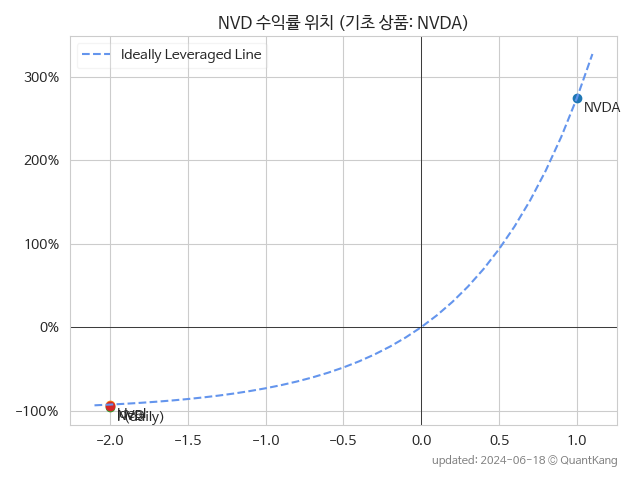 NVD 수익률 위치 (기초 상품: NVDA)
Ideally Leveraged Line
300%
200%
100%
0%
−100%
NVDA
−2.0 −1.5 −1.0 −0.5 0.0 0.5 1.0
updated: 2024-06-18 © QuantKang